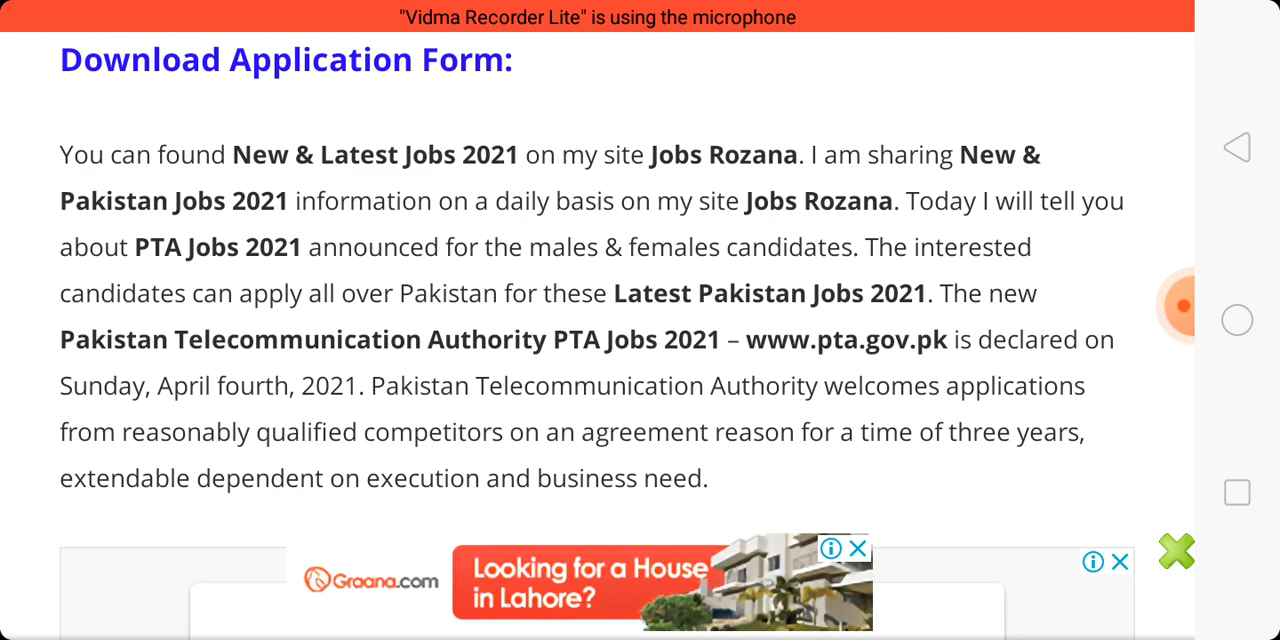 "Vidma Recorder Lite" is using the microphone
Download Application Form:
You can found New & Latest Jobs 2021 on my site Jobs Rozana. I am sharing New &
Pakistan Jobs 2021 information on a daily basis on my site Jobs Rozana. Today I will tell you
about PTA Jobs 2021 announced for the males & females candidates. The interested
candidates can apply all over Pakistan for these Latest Pakistan Jobs 2021. The new
Pakistan Telecommunication Authority PTA Jobs 2021 – www.pta.gov.pk is declared on
Sunday, April fourth, 2021. Pakistan Telecommunication Authority welcomes applications
from reasonably qualified competitors on an agreement reason for a time of three years,
extendable dependent on execution and business need.
Graana.com
Looking for a House
in Lahore?